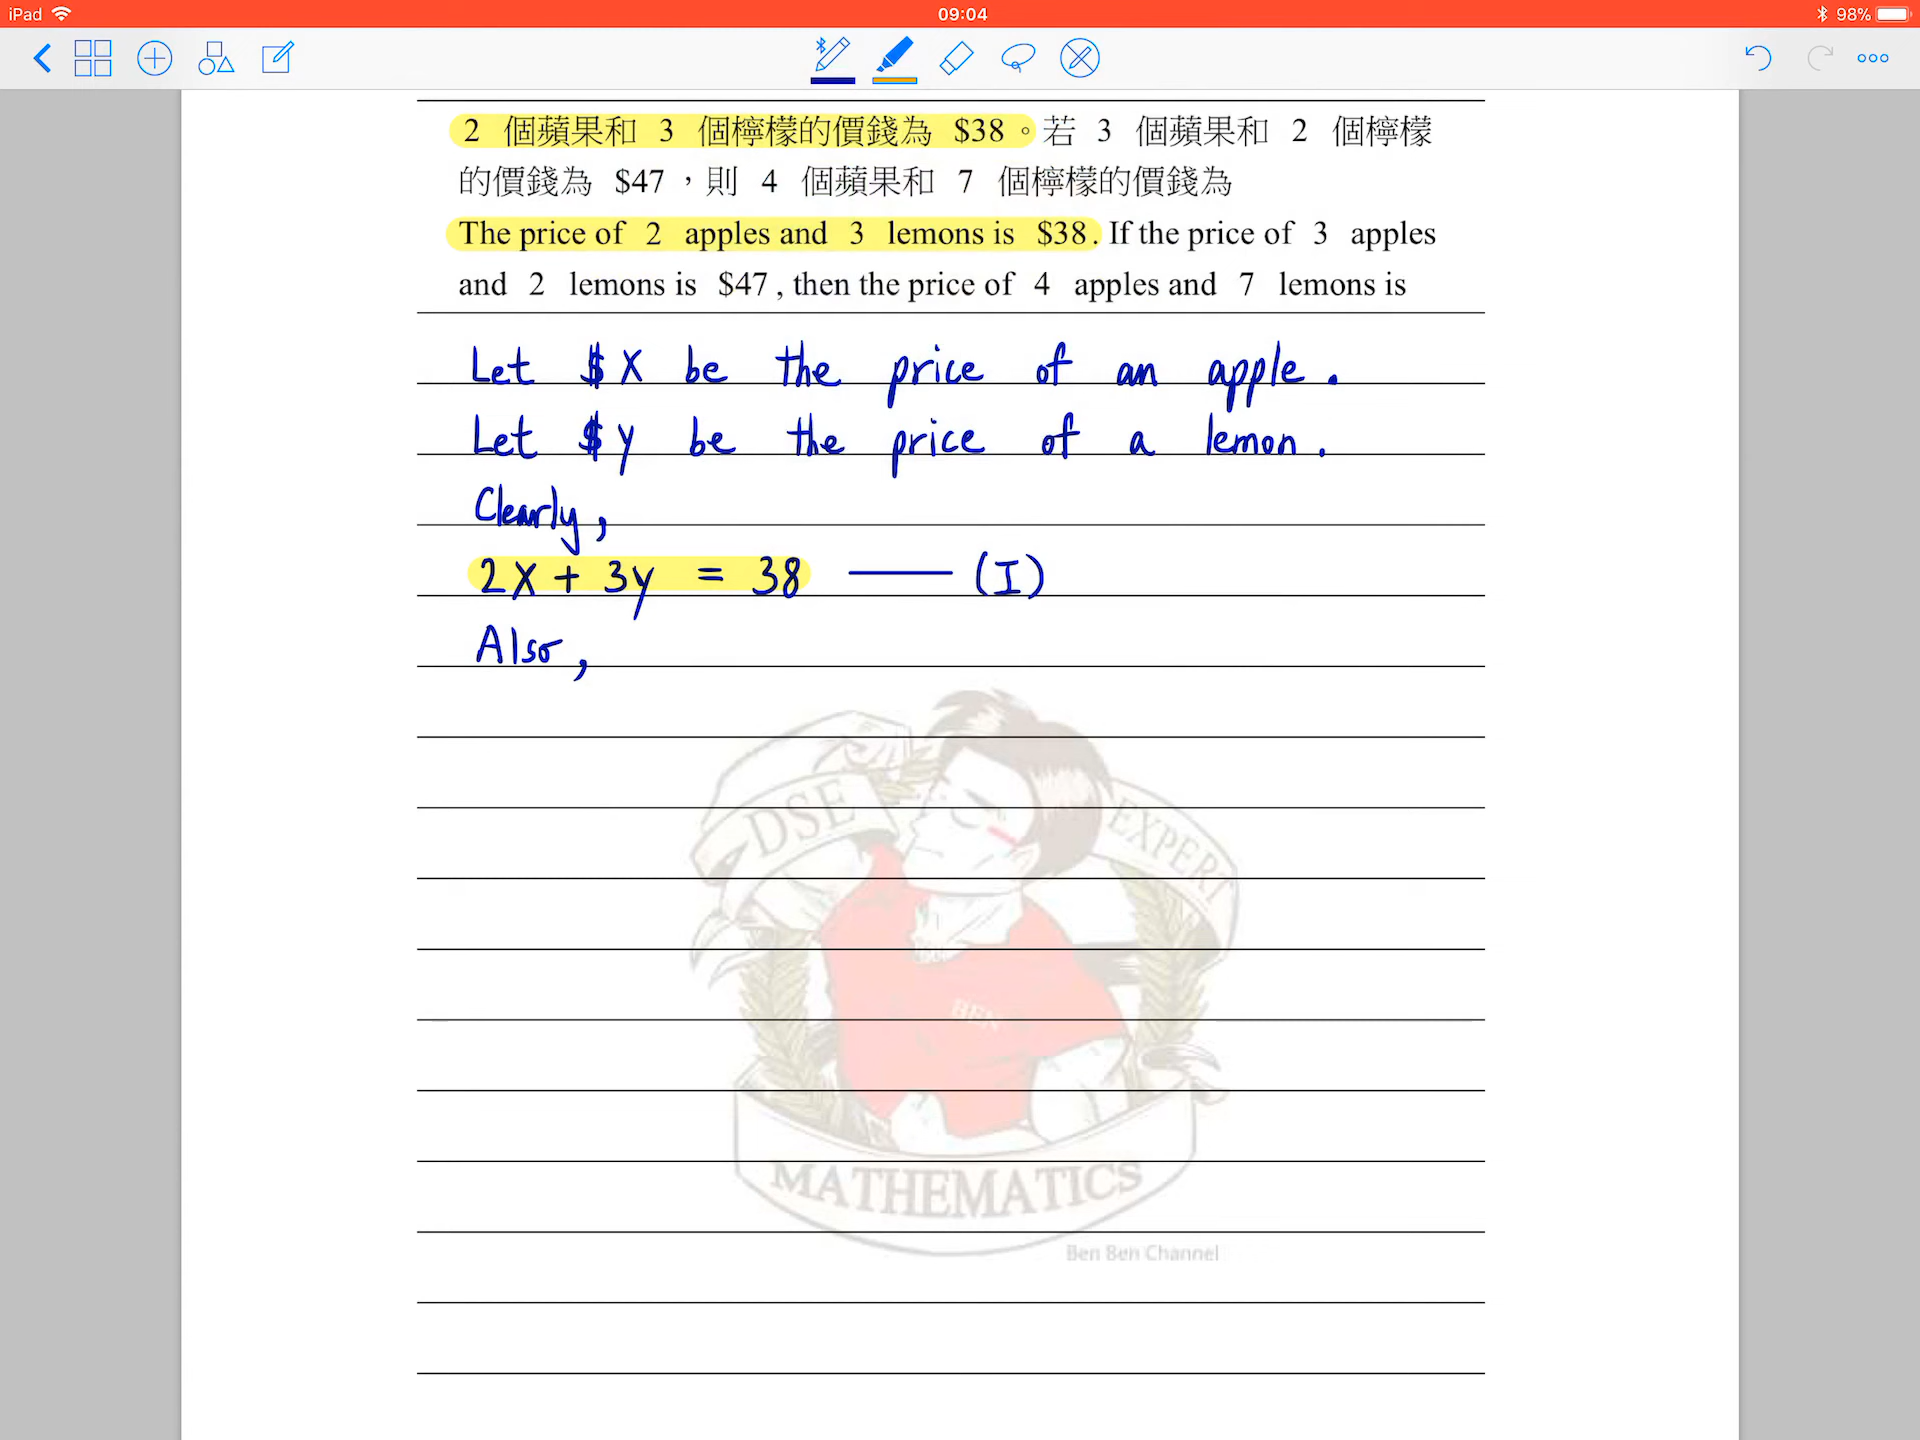 iPad 09:04 98%
2 個蘋果和 3 個檸檬的價錢為 $38。若 3 個蘋果和 2 個檸檬
的價錢為 $47，則 4 個蘋果和 7 個檸檬的價錢為
The price of 2 apples and 3 lemons is $38. If the price of 3 apples
and 2 lemons is $47, then the price of 4 apples and 7 lemons is
Let $x be the price of an apple.
Let $y be the price of a lemon.
Clearly,
2x + 3y = 38 —— (I)
Also,
DSE EXPERT
BEN
MATHEMATICS
Ben Ben Channel